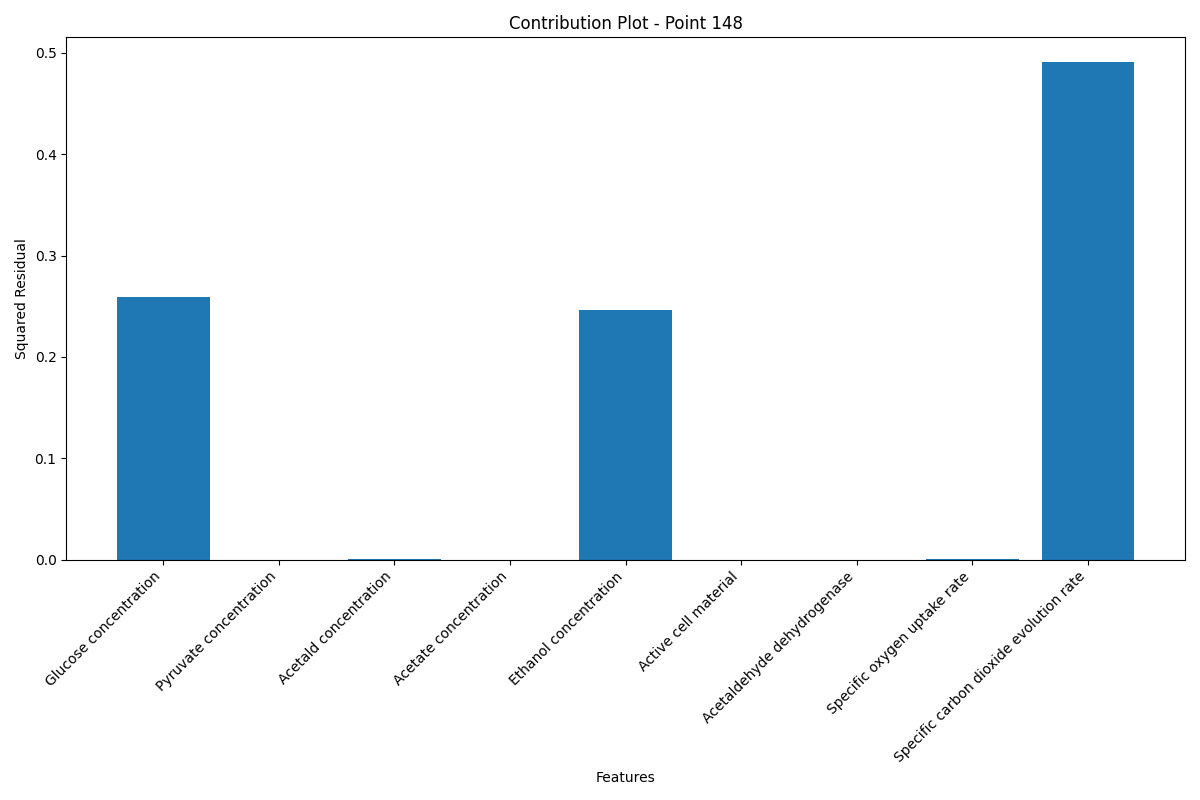 Contribution Plot - Point 148
0.5
0.4
0.3
0.2
0.1
0.0
Squared Residual
Glucose concentration
Pyruvate concentration
Acetald concentration
Acetate concentration
Ethanol concentration
Active cell material
Acetaldehyde dehydrogenase
Specific oxygen uptake rate
Specific carbon dioxide evolution rate
Features